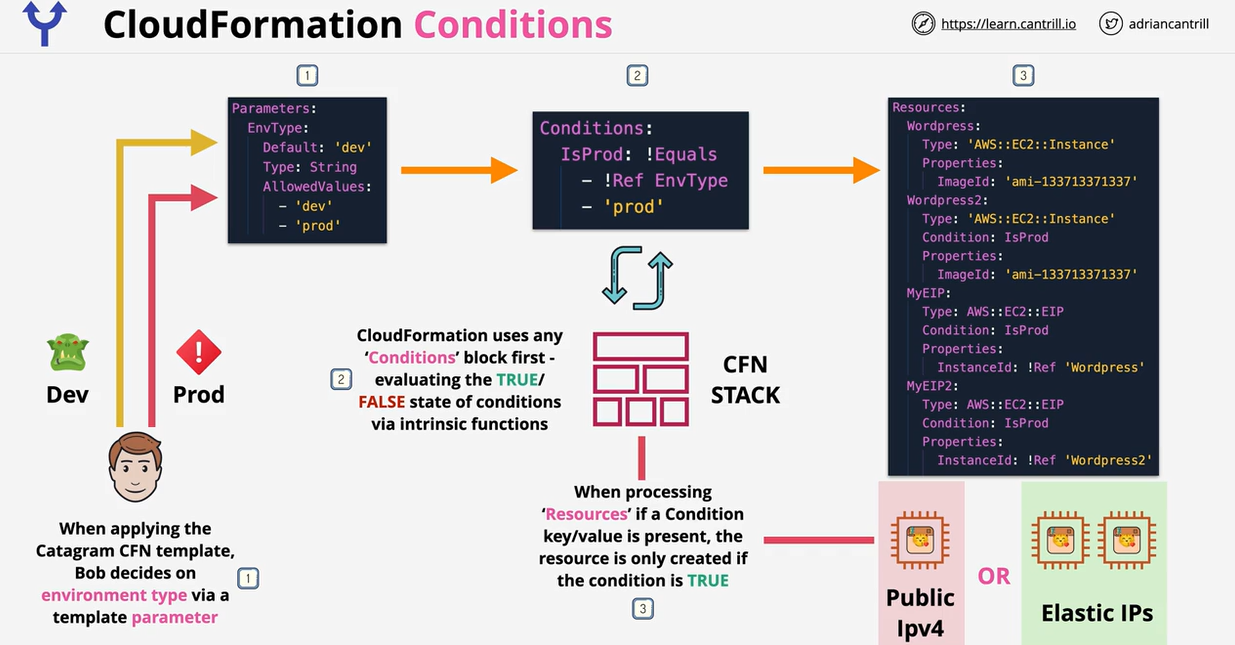 CloudFormation Conditions
https://learn.cantrill.io
adriancantrill
1
Parameters:
EnvType:
Default: 'dev'
Type: String
AllowedValues:
- 'dev'
- 'prod'
2
Conditions:
IsProd: !Equals
- !Ref EnvType
- 'prod'
3
Resources:
Wordpress:
Type: 'AWS::EC2::Instance'
Properties:
ImageId: 'ami-133713371337'
Wordpress2:
Type: 'AWS::EC2::Instance'
Condition: IsProd
Properties:
ImageId: 'ami-133713371337'
MyEIP:
Type: AWS::EC2::EIP
Condition: IsProd
Properties:
InstanceId: !Ref 'Wordpress'
MyEIP2:
Type: AWS::EC2::EIP
Condition: IsProd
Properties:
InstanceId: !Ref 'Wordpress2'
Dev
!
Prod
When applying the
Catagram CFN template,
Bob decides on
environment type via a
template parameter
1
CloudFormation uses any
'Conditions' block first -
evaluating the TRUE/
FALSE state of conditions
via intrinsic functions
2
CFN
STACK
When processing
'Resources' if a Condition
key/value is present, the
resource is only created if
the condition is TRUE
3
Public
Ipv4
OR
Elastic IPs